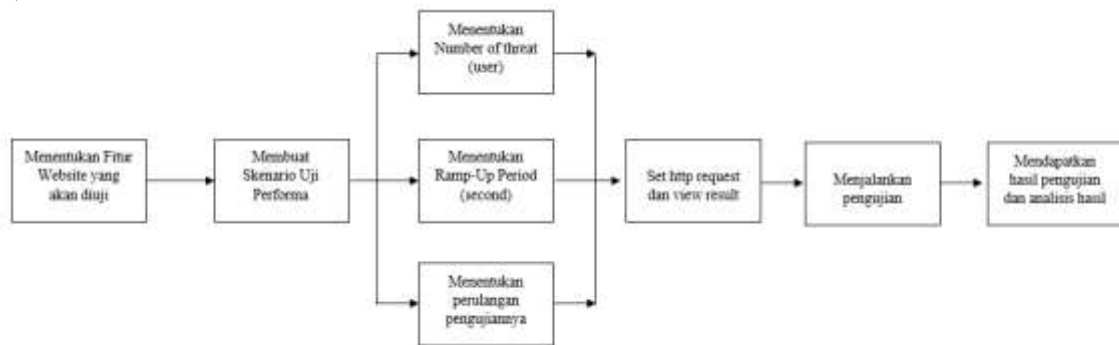 Menentukan Fitur
Website yang
akan diuji
Membuat
Skenario Uji
Performa
Menentukan
Number of threat
(user)
Menentukan
Ramp-Up Period
(second)
Menentukan
perulangan
pengujiannya
Set http request
dan view result
Menjalankan
pengujian
Mendapatkan
hasil pengujian
dan analisis hasil